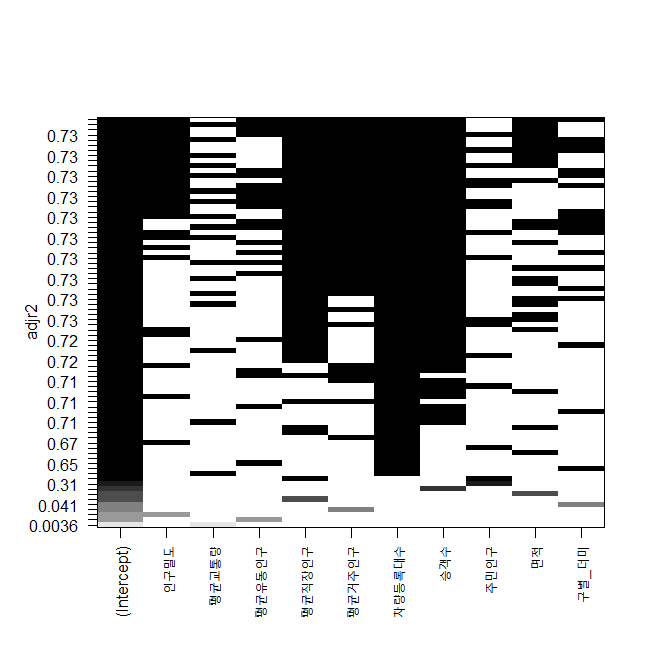 adjr2
0.73
0.73
0.73
0.73
0.73
0.73
0.73
0.73
0.73
0.73
0.72
0.72
0.71
0.71
0.71
0.67
0.65
0.31
0.041
0.0036
(Intercept)
인구밀도
평균교통량
평균유동인구
평균직장인구
평균거주인구
차량등록대수
승객수
주민인구
면적
구별_더미